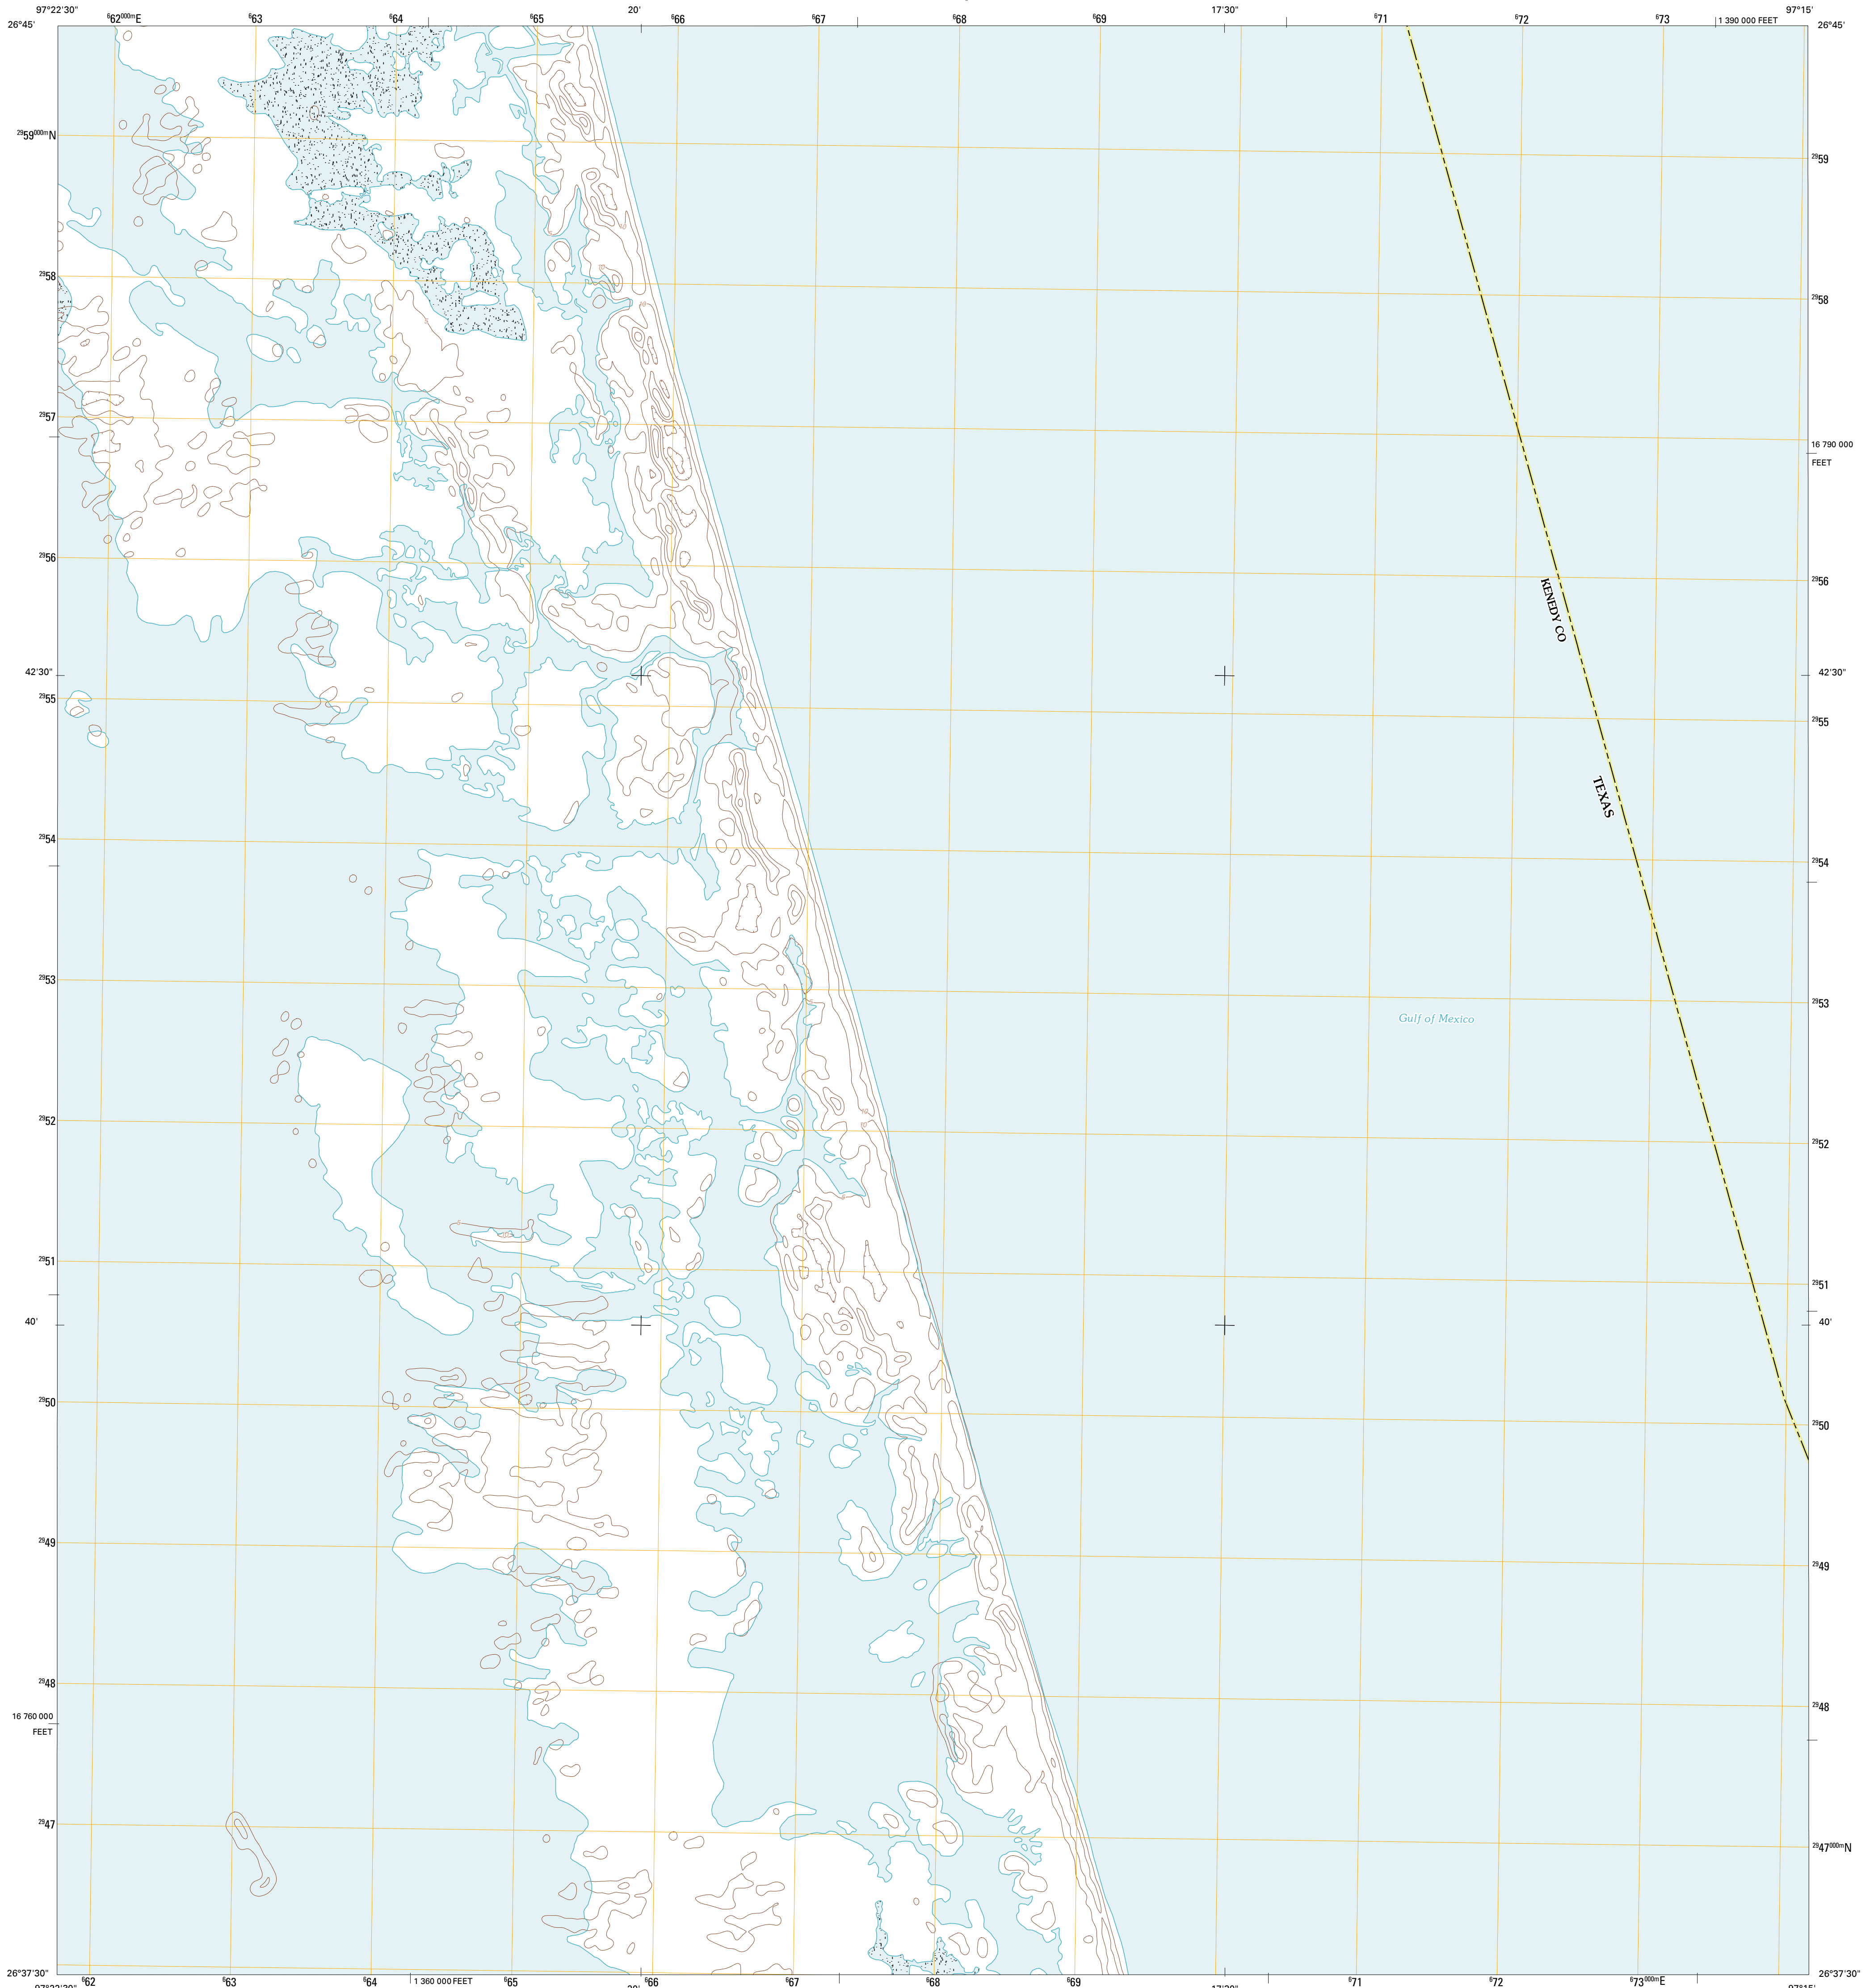 97°22'30" ⁶62⁰⁰⁰ᵐE ⁶63 ⁶64 ⁶65 20' ⁶66 ⁶67 ⁶68 ⁶69 17'30" ⁶71 ⁶72 ⁶73 1 390 000 FEET 97°15'
26°45' 26°45'
²⁹59⁰⁰⁰ᵐN ²⁹59
²⁹58 ²⁹58
²⁹57
16 790 000
FEET
²⁹56 ²⁹56
KENEDY CO
42'30" 42'30"
²⁹55 ²⁹55
TEXAS
²⁹54 ²⁹54
²⁹53 ²⁹53
Gulf of Mexico
²⁹52 ²⁹52
²⁹51 ²⁹51
40' 40'
²⁹50 ²⁹50
²⁹49 ²⁹49
²⁹48 ²⁹48
16 760 000
FEET
²⁹47 ²⁹47⁰⁰⁰ᵐN
26°37'30" 26°37'30"
⁶62 ⁶63 ⁶64 1 360 000 FEET ⁶65 ⁶66 ⁶67 ⁶68 ⁶69 ⁶71 ⁶72 ⁶73⁰⁰⁰ᵐE